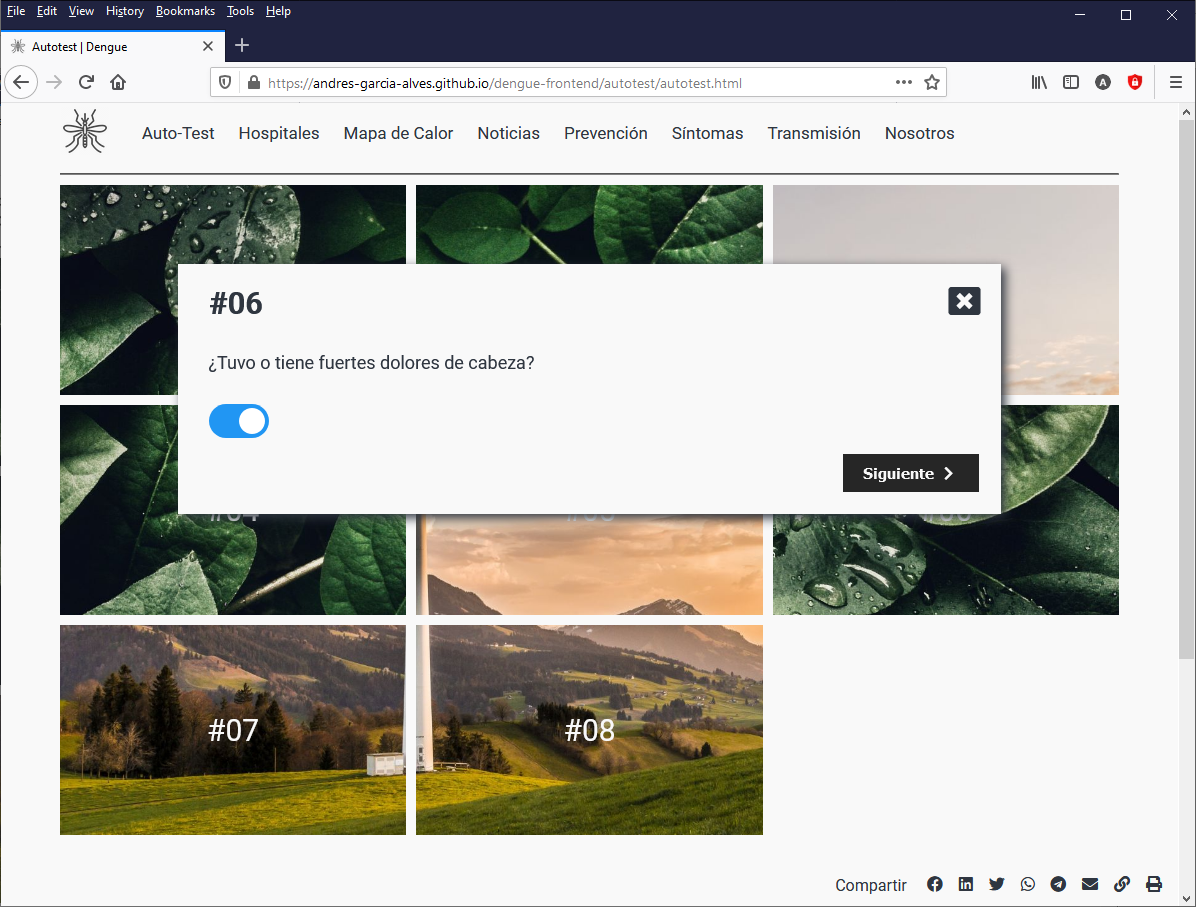 File Edit View History Bookmarks Tools Help
Autotest | Dengue
https://andres-garcia-alves.github.io/dengue-frontend/autotest/autotest.html
A
Auto-Test Hospitales Mapa de Calor Noticias Prevención Síntomas Transmisión Nosotros
#06
¿Tuvo o tiene fuertes dolores de cabeza?
Siguiente
#04 #05 #06
#07 #08
Compartir